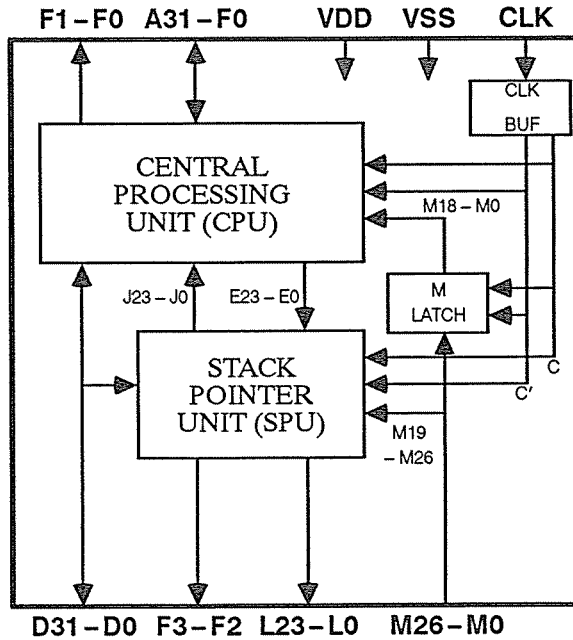 F1–F0 A31–F0 VDD VSS CLK
CLK
BUF
CENTRAL
PROCESSING
UNIT (CPU)
M18–M0
J23–J0 E23–E0
M
LATCH
STACK
POINTER
UNIT (SPU)
C
C'
M19
–M26
D31–D0 F3–F2 L23–L0 M26–M0